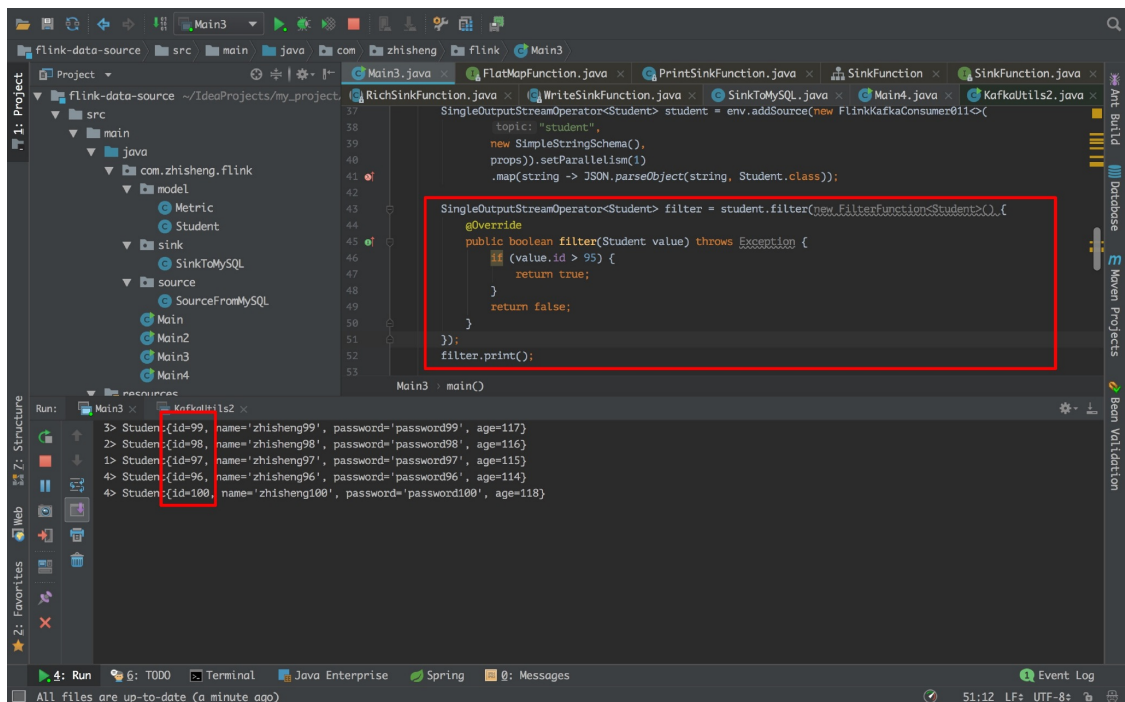 Main3
flink-data-source src main java com zhisheng flink Main3
Project
Main3.java FlatMapFunction.java PrintSinkFunction.java SinkFunction SinkFunction.java
flink-data-source ~/IdeaProjects/my_project
RichSinkFunction.java WriteSinkFunction.java SinkToMySQL.java Main4.java KafkaUtils2.java
src
main
java
com.zhisheng.flink
model
Metric
Student
sink
SinkToMySQL
source
SourceFromMySQL
Main
Main2
Main3
Main4
resources
37 SingleOutputStreamOperator<Student> student = env.addSource(new FlinkKafkaConsumer011<>(
38 topic: "student",
39 new SimpleStringSchema(),
40 props)).setParallelism(1)
41 .map(string -> JSON.parseObject(string, Student.class));
42
43 SingleOutputStreamOperator<Student> filter = student.filter(new FilterFunction<Student>() {
44 @Override
45 public boolean filter(Student value) throws Exception {
46 if (value.id > 95) {
47 return true;
48 }
49 return false;
50 }
51 });
52 filter.print();
53
Main3 main()
Run: Main3 KafkaUtils2
3> Student{id=99, name='zhisheng99', password='password99', age=117}
2> Student{id=98, name='zhisheng98', password='password98', age=116}
1> Student{id=97, name='zhisheng97', password='password97', age=115}
4> Student{id=96, name='zhisheng96', password='password96', age=114}
4> Student{id=100, name='zhisheng100', password='password100', age=118}
1: Project
7: Structure
Web
2: Favorites
Ant Build
Database
m Maven Projects
Bean Validation
4: Run 6: TODO Terminal Java Enterprise Spring 0: Messages 1 Event Log
All files are up-to-date (a minute ago) 51:12 LF÷ UTF-8÷